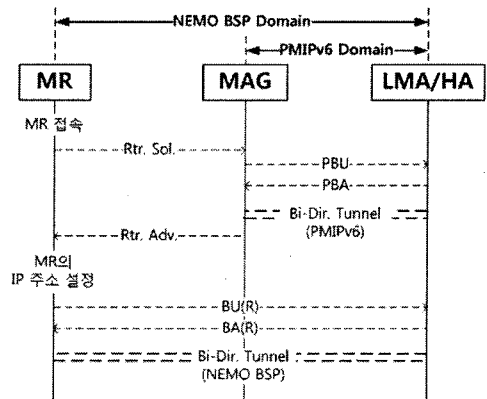 NEMO BSP Domain
PMIPv6 Domain
MR
MAG
LMA/HA
MR 접속
Rtr. Sol.
PBU
PBA
Bi-Dir. Tunnel
(PMIPv6)
Rtr. Adv.
MR의
IP 주소 설정
BU(R)
BA(R)
Bi-Dir. Tunnel
(NEMO BSP)